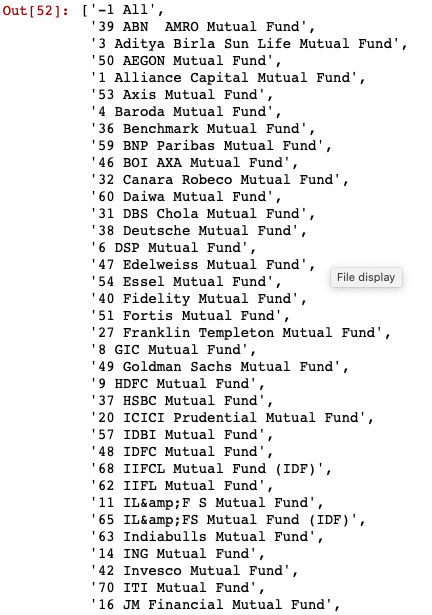 Out[52]: ['-1 All',
'39 ABN  AMRO Mutual Fund',
'3 Aditya Birla Sun Life Mutual Fund',
'50 AEGON Mutual Fund',
'1 Alliance Capital Mutual Fund',
'53 Axis Mutual Fund',
'4 Baroda Mutual Fund',
'36 Benchmark Mutual Fund',
'59 BNP Paribas Mutual Fund',
'46 BOI AXA Mutual Fund',
'32 Canara Robeco Mutual Fund',
'60 Daiwa Mutual Fund',
'31 DBS Chola Mutual Fund',
'38 Deutsche Mutual Fund',
'6 DSP Mutual Fund',
'47 Edelweiss Mutual Fund',
File display
'54 Essel Mutual Fund',
'40 Fidelity Mutual Fund',
'51 Fortis Mutual Fund',
'27 Franklin Templeton Mutual Fund',
'8 GIC Mutual Fund',
'49 Goldman Sachs Mutual Fund',
'9 HDFC Mutual Fund',
'37 HSBC Mutual Fund',
'20 ICICI Prudential Mutual Fund',
'57 IDBI Mutual Fund',
'48 IDFC Mutual Fund',
'68 IIFCL Mutual Fund (IDF)',
'62 IIFL Mutual Fund',
'11 IL&amp;F S Mutual Fund',
'65 IL&amp;FS Mutual Fund (IDF)',
'63 Indiabulls Mutual Fund',
'14 ING Mutual Fund',
'42 Invesco Mutual Fund',
'70 ITI Mutual Fund',
'16 JM Financial Mutual Fund',